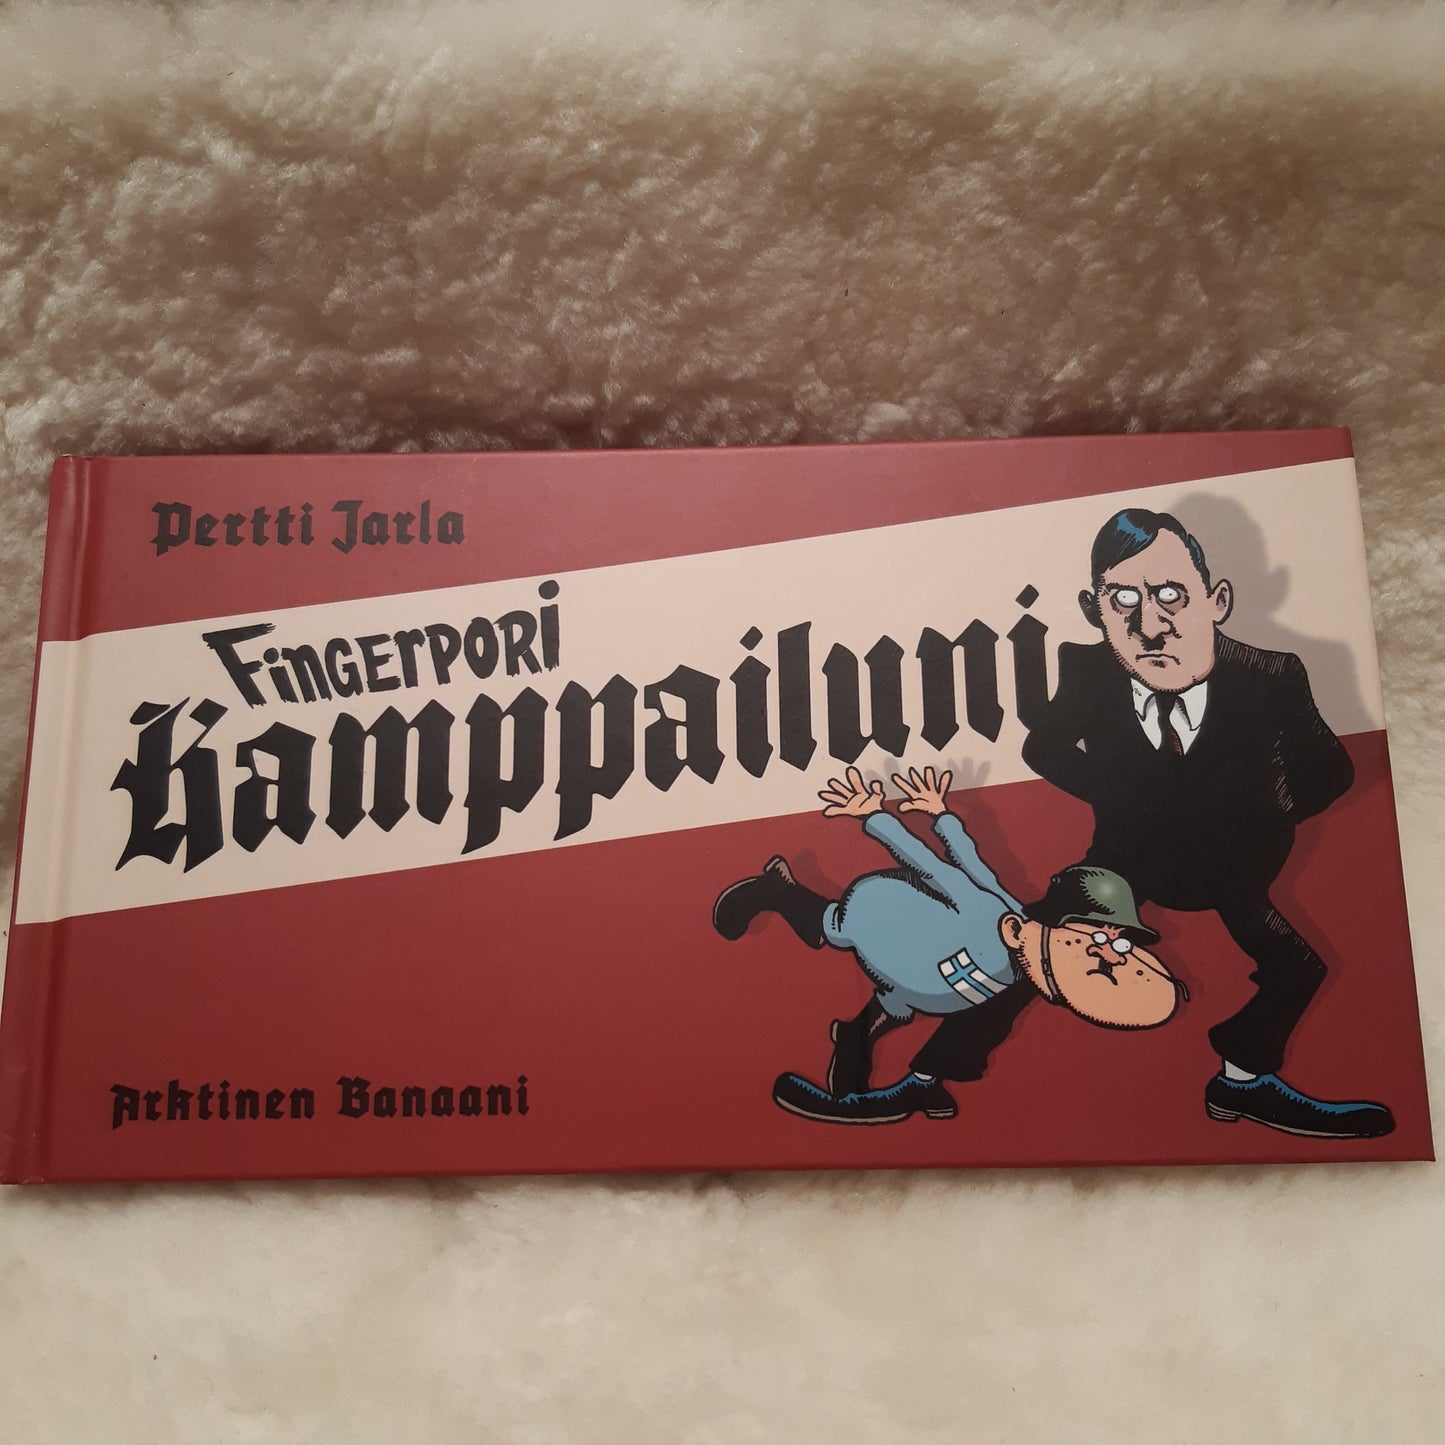 Pertti Jarla
FINGERPORI
Kamppailuni
Arktinen Banaani